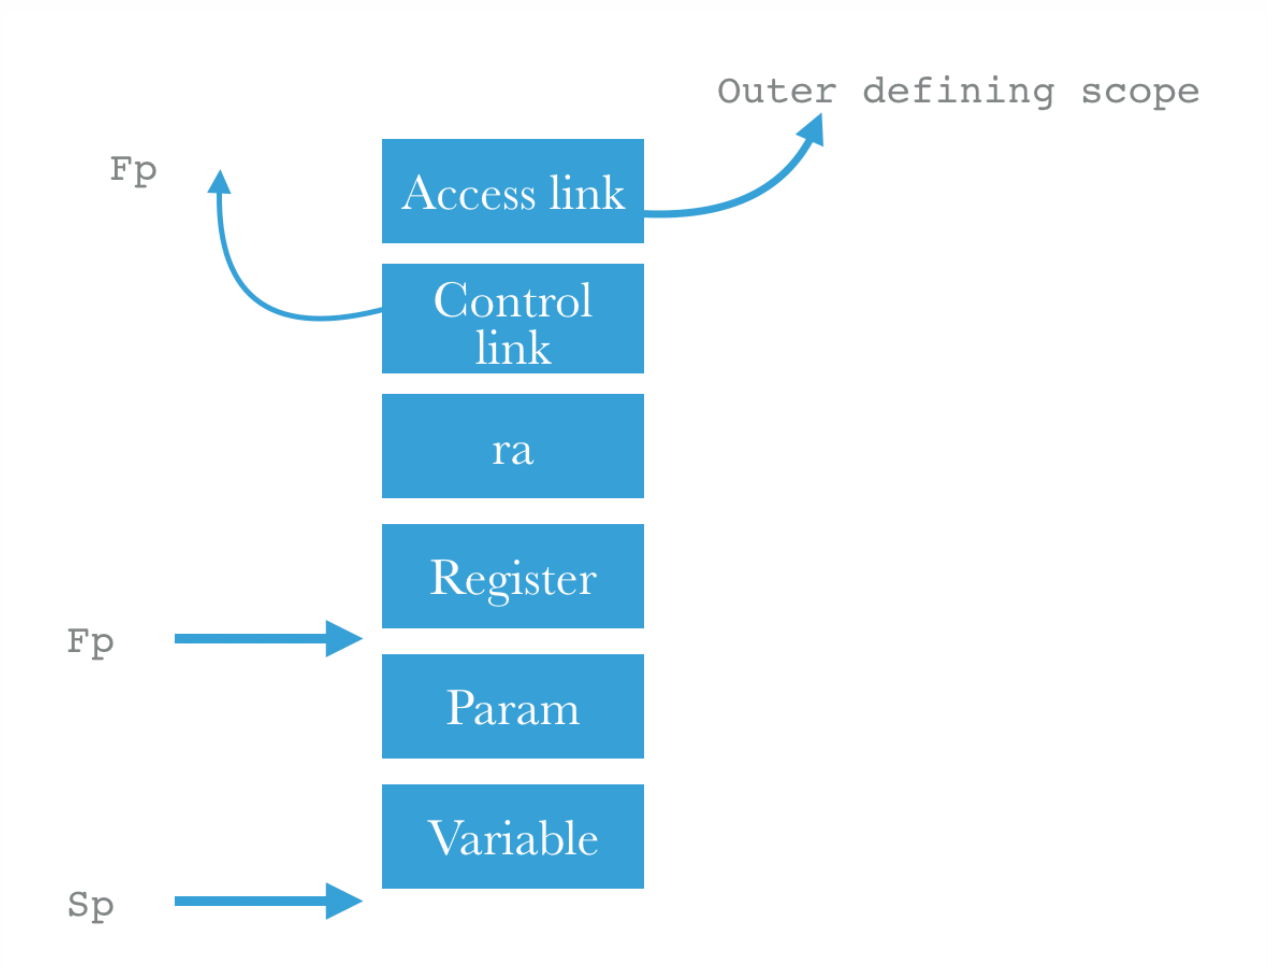 Outer defining scope
Fp
Access link
Control
link
ra
Register
Fp
Param
Variable
Sp